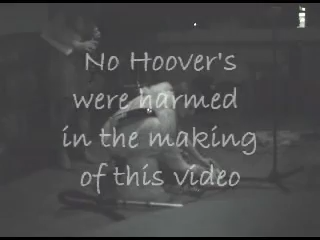 No Hoover's
were harmed
in the making
of this video